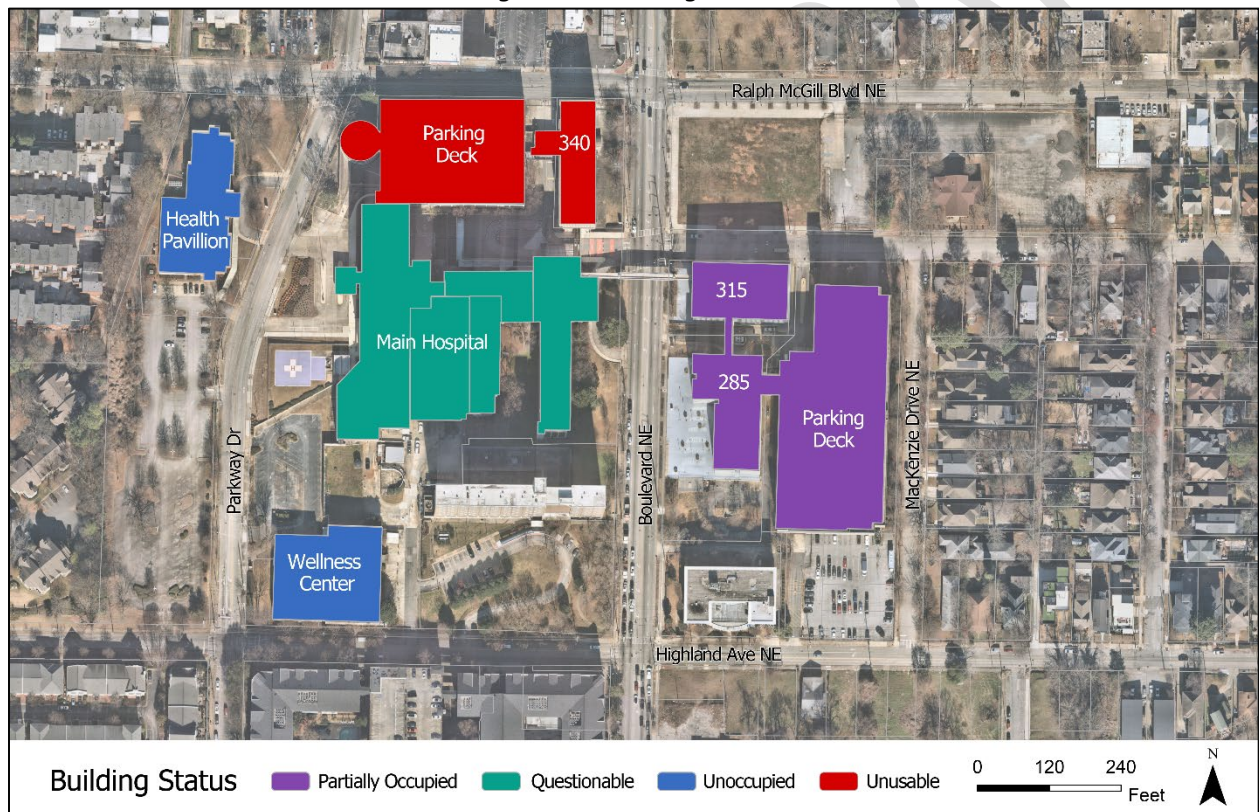 Ralph McGill Blvd NE
Parking
Deck
340
Health
Pavillion
315
Main Hospital
285
Parking
Deck
Parkway Dr
Boulevard NE
MacKenzie Drive NE
Wellness
Center
Highland Ave NE
Building Status
Partially Occupied
Questionable
Unoccupied
Unusable
0 120 240
Feet
N